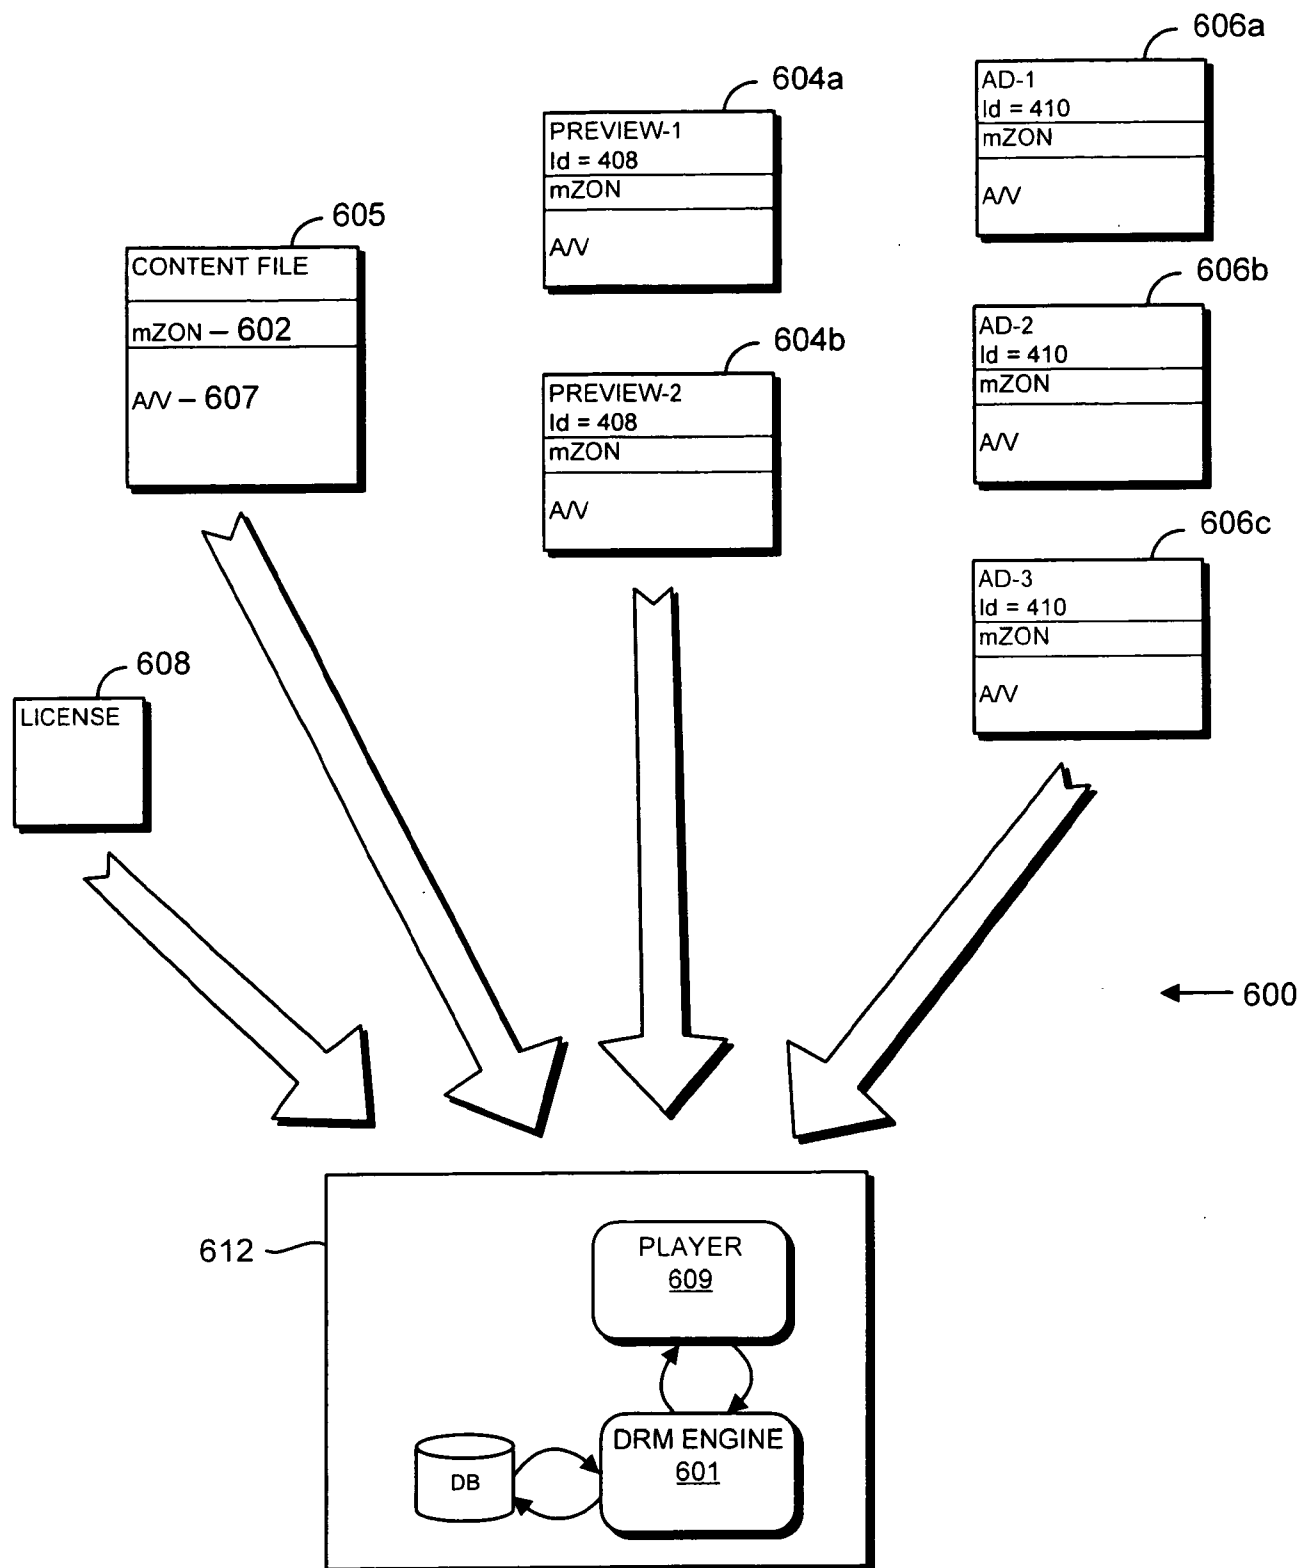 606a
AD-1
Id = 410
mZON
A/V
604a
PREVIEW-1
Id = 408
mZON
A/V
605
CONTENT FILE
mZON – 602
A/V – 607
606b
AD-2
Id = 410
mZON
A/V
604b
PREVIEW-2
Id = 408
mZON
A/V
606c
AD-3
Id = 410
mZON
A/V
608
LICENSE
600
612
PLAYER
609
DRM ENGINE
601
DB